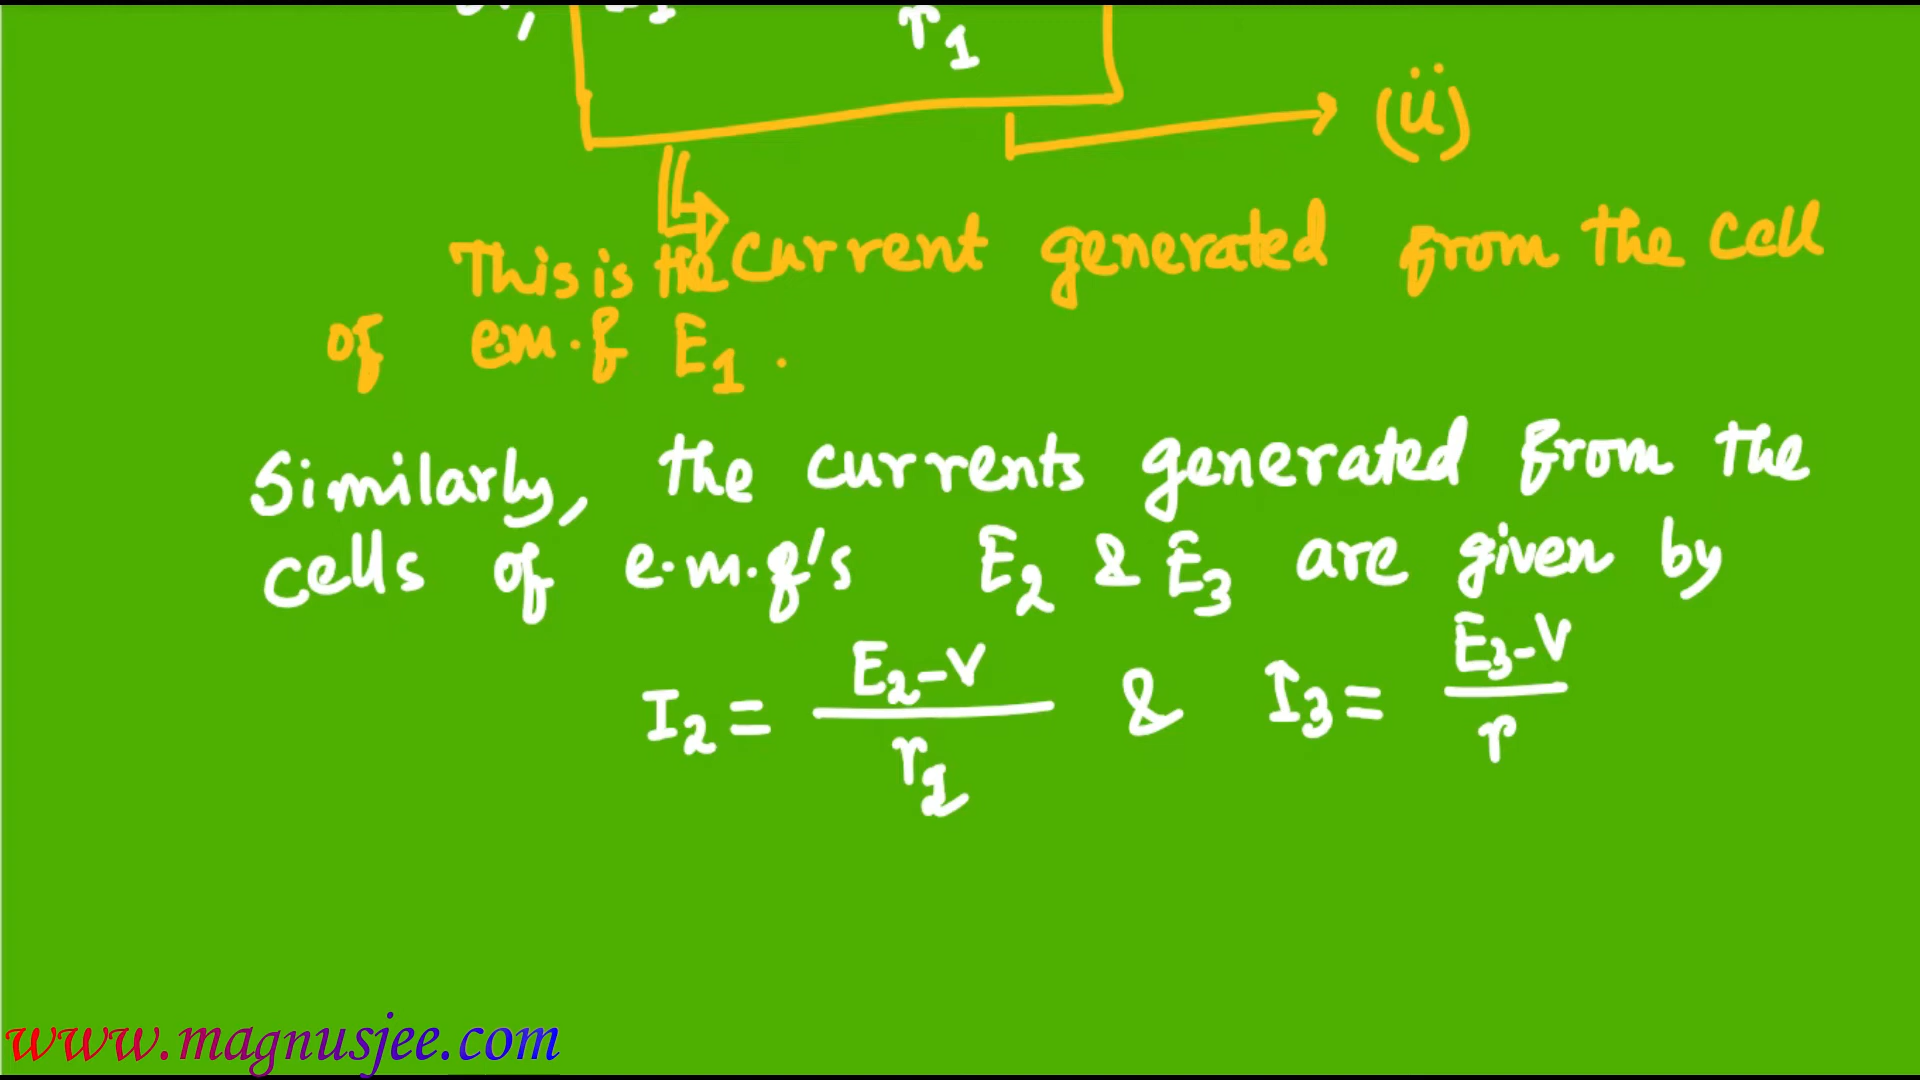 r1
(ii)
This is the current generated from the cell
of e.m.f E1.
Similarly, the currents generated from the
cells of e.m.f's E2 & E3 are given by
I2 = E2-V / r2 & I3 = E3-V / r
www.magnusjee.com